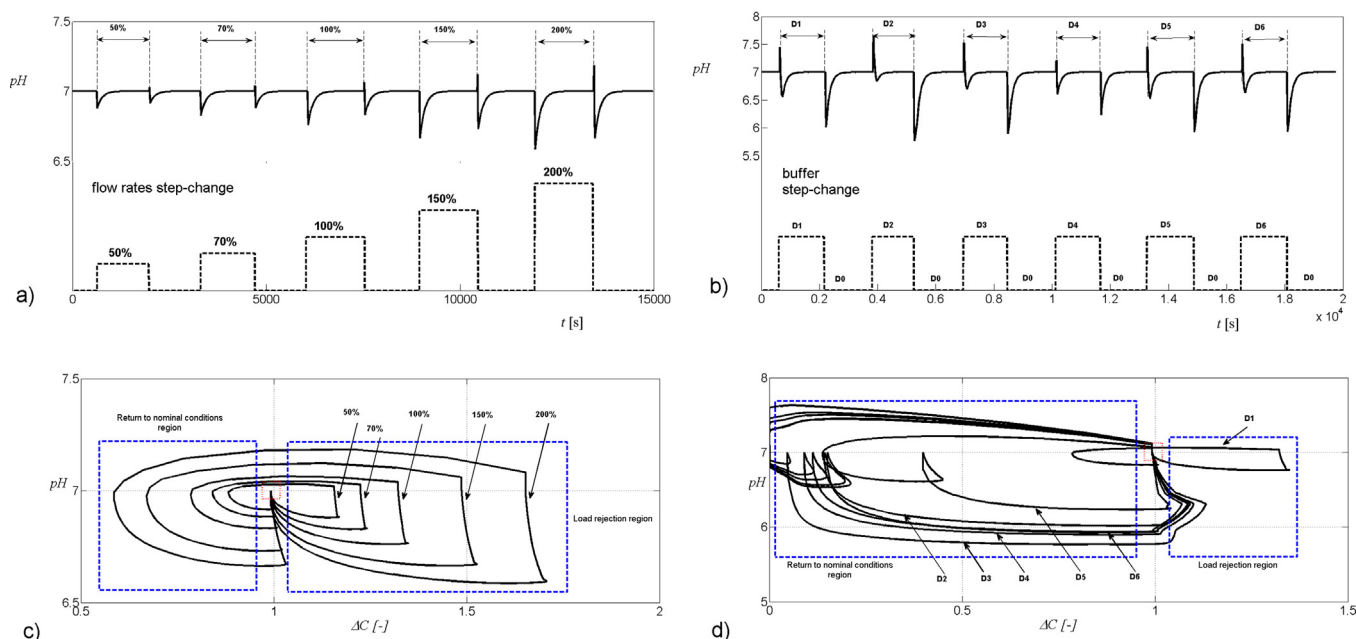 7.5
50%
70%
100%
150%
200%
pH
7
6.5
flow rates step-change
50%
70%
100%
150%
200%
a)
0
5000
10000
15000
t [s]
8
D1
D2
D3
D4
D5
D6
7.5
pH
7
6.5
6
5.5
buffer
step-change
D1
D2
D3
D4
D5
D6
D0
D0
D0
D0
D0
D0
b)
0
0.2
0.4
0.6
0.8
1
1.2
1.4
1.6
1.8
2
x 10⁴
t [s]
7.5
Return to nominal conditions
region
50%
70%
100%
150%
200%
pH
7
Load rejection region
6.5
0.5
1
1.5
2
c)
ΔC [-]
8
D1
7
pH
6
Return to nominal conditions
region
D2
D3
D4
D5
D6
Load rejection region
5
0
0.5
1
1.5
d)
ΔC [-]